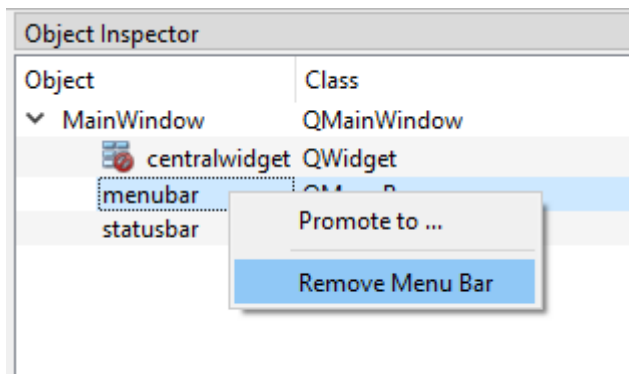 Object Inspector
Object Class
MainWindow QMainWindow
centralwidget QWidget
menubar
statusbar
Promote to ...
Remove Menu Bar